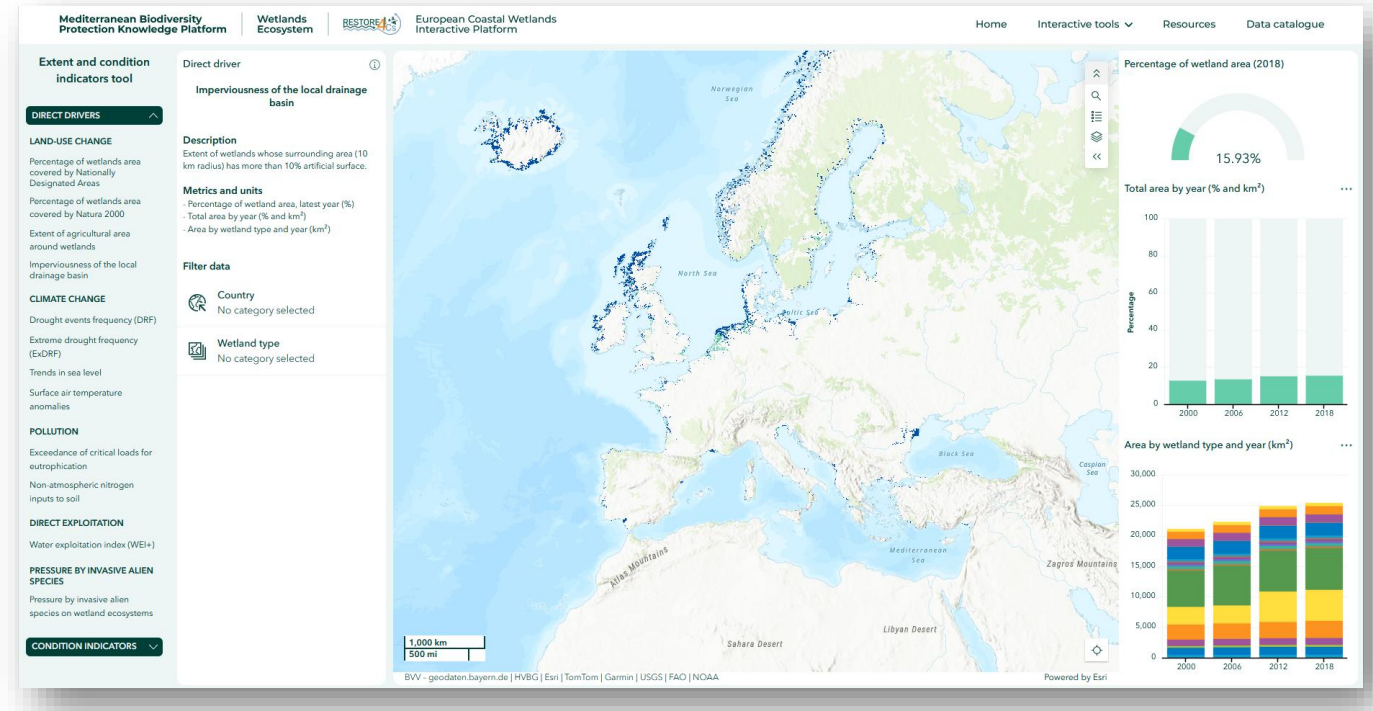 Mediterranean Biodiversity
Protection Knowledge Platform
Wetlands
Ecosystem
RESTORE4Cs
European Coastal Wetlands
Interactive Platform
Home
Interactive tools
Resources
Data catalogue
Extent and condition
indicators tool
DIRECT DRIVERS
LAND-USE CHANGE
Percentage of wetlands area
covered by Nationally
Designated Areas
Percentage of wetlands area
covered by Natura 2000
Extent of agricultural area
around wetlands
Imperviousness of the local
drainage basin
CLIMATE CHANGE
Drought events frequency (DRF)
Extreme drought frequency
(ExDRF)
Trends in sea level
Surface air temperature
anomalies
POLLUTION
Exceedance of critical loads for
eutrophication
Non-atmospheric nitrogen
inputs to soil
DIRECT EXPLOITATION
Water exploitation index (WEI+)
PRESSURE BY INVASIVE ALIEN
SPECIES
Pressure by invasive alien
species on wetland ecosystems
CONDITION INDICATORS
Direct driver
Imperviousness of the local drainage
basin
Description
Extent of wetlands whose surrounding area (10
km radius) has more than 10% artificial surface.
Metrics and units
- Percentage of wetland area, latest year (%)
- Total area by year (% and km²)
- Area by wetland type and year (km²)
Filter data
Country
No category selected
Wetland type
No category selected
Norwegian
Sea
North Sea
Baltic Sea
Black Sea
Caspian
Sea
Mediterranean
Sea
Atlas Mountains
Zagros Mountains
Libyan Desert
Sahara Desert
1,000 km
500 mi
BVV - geodaten.bayern.de | HVBG | Esri | TomTom | Garmin | USGS | FAO | NOAA
Powered by Esri
Percentage of wetland area (2018)
15.93%
Total area by year (% and km²)
Percentage
100
80
60
40
20
0
2000 2006 2012 2018
Area by wetland type and year (km²)
30,000
25,000
20,000
15,000
10,000
5,000
0
2000 2006 2012 2018